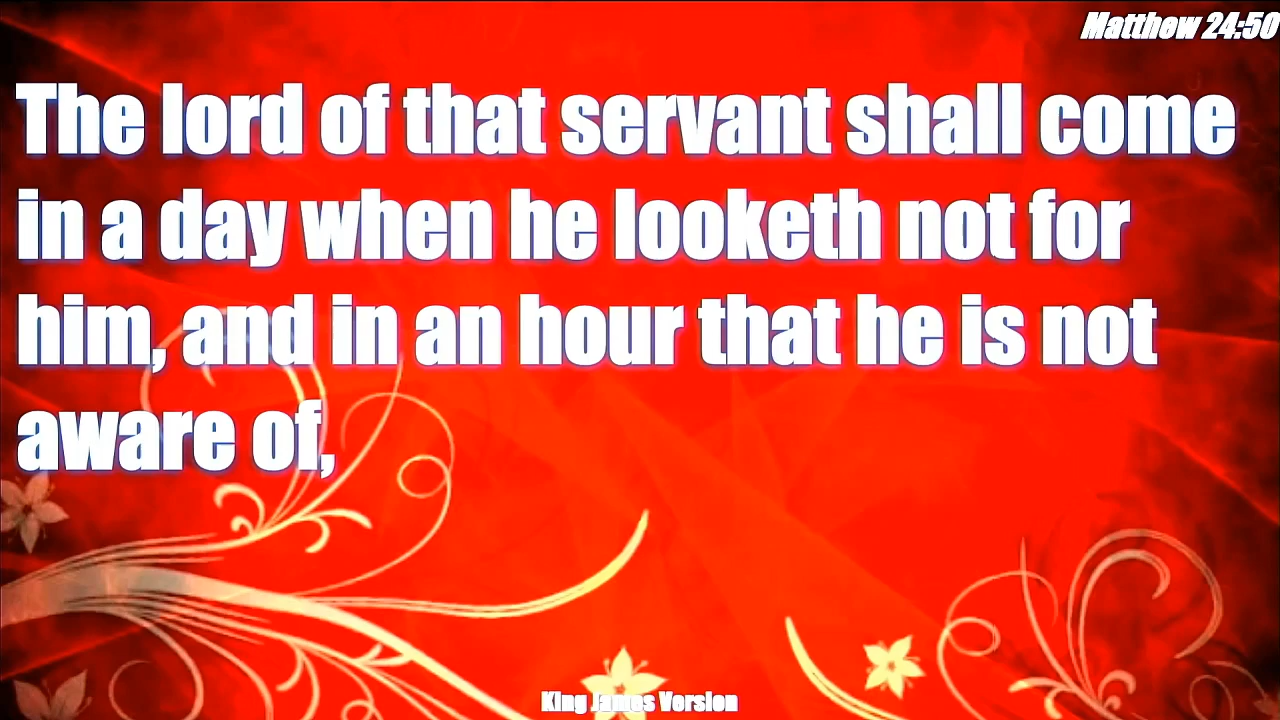 Matthew 24:50
The lord of that servant shall come
in a day when he looketh not for
him, and in an hour that he is not
aware of,
King James Version